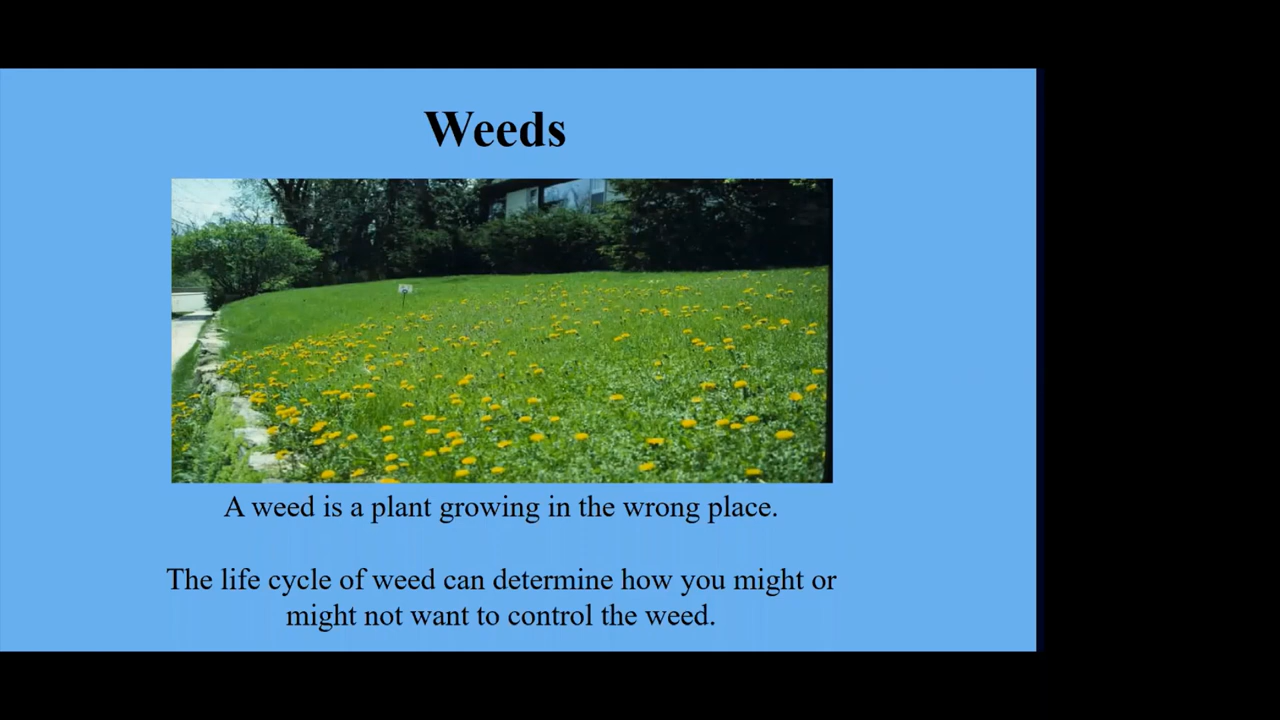 Weeds
A weed is a plant growing in the wrong place.
The life cycle of weed can determine how you might or
might not want to control the weed.